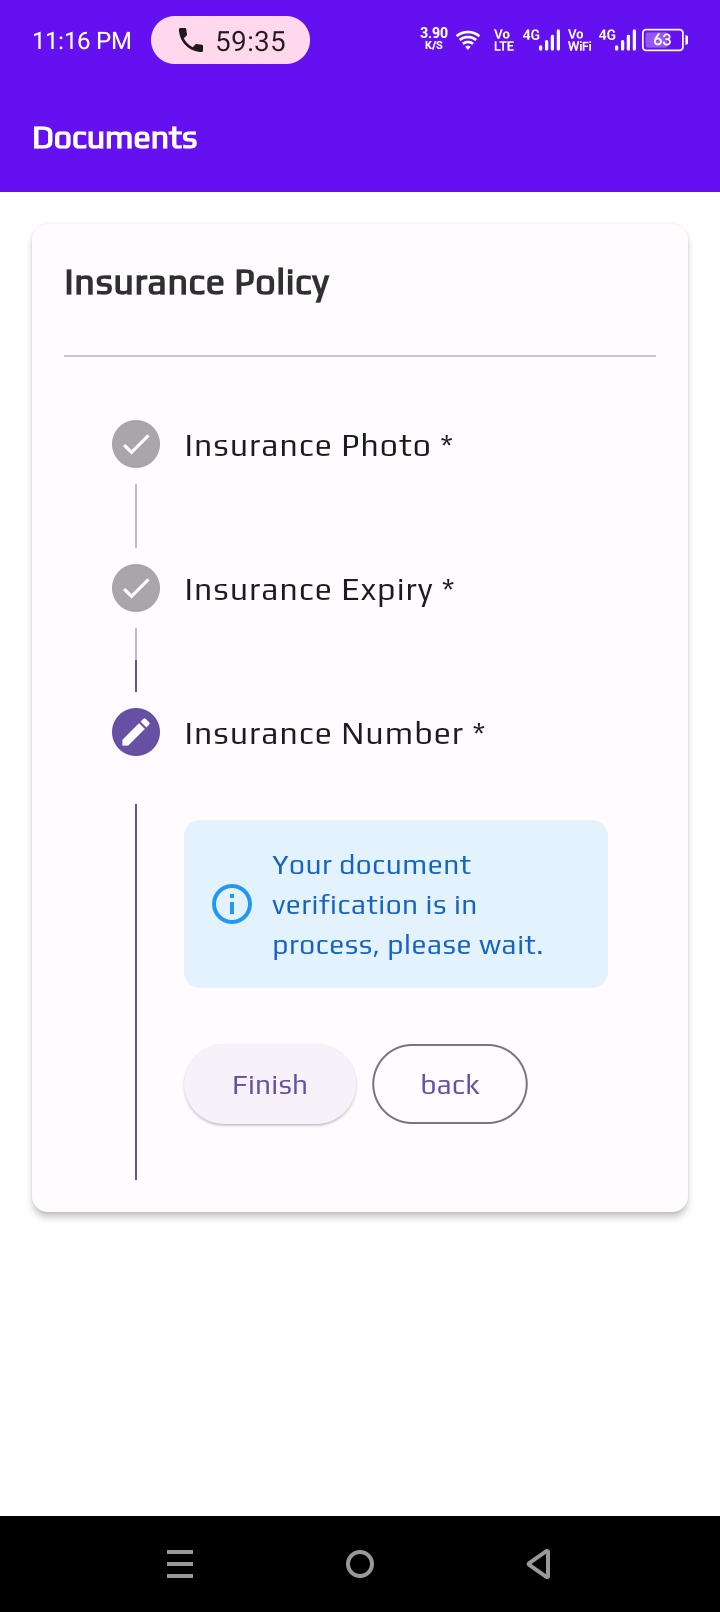 11:16 PM 59:35 3.90 K/S Vo LTE 4G Vo WiFi 4G 63
Documents
Insurance Policy
Insurance Photo *
Insurance Expiry *
Insurance Number *
Your document
verification is in
process, please wait.
Finish back